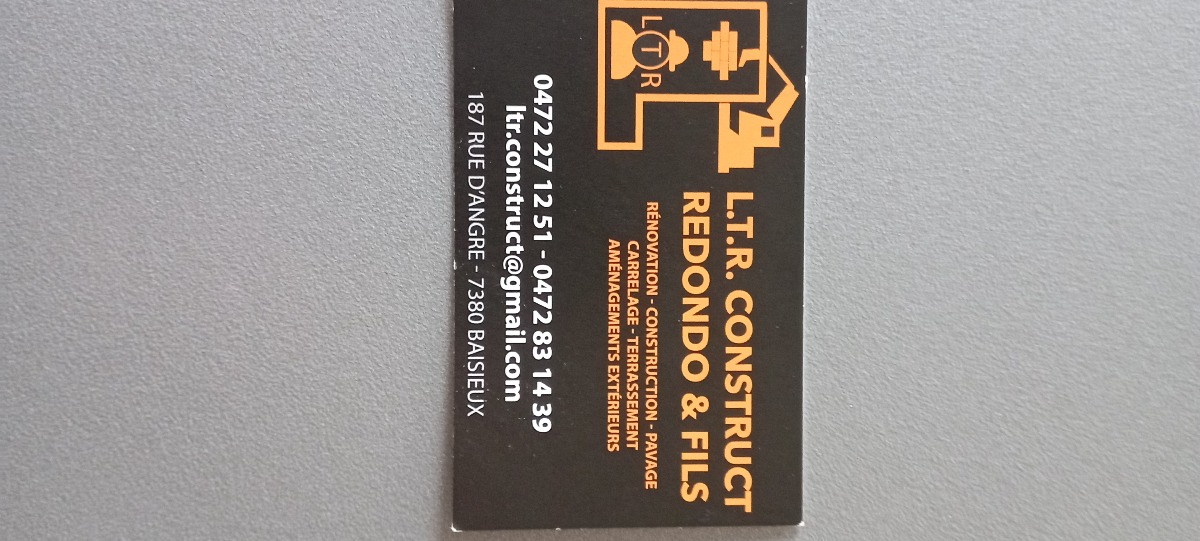 L
T
R
L.T.R. CONSTRUCT
REDONDO & FILS
RÉNOVATION - CONSTRUCTION - PAVAGE
CARRELAGE - TERRASSEMENT
AMÉNAGEMENTS EXTÉRIEURS
0472 27 12 51 - 0472 83 14 39
ltr.construct@gmail.com
187 RUE D'ANGRE - 7380 BAISIEUX